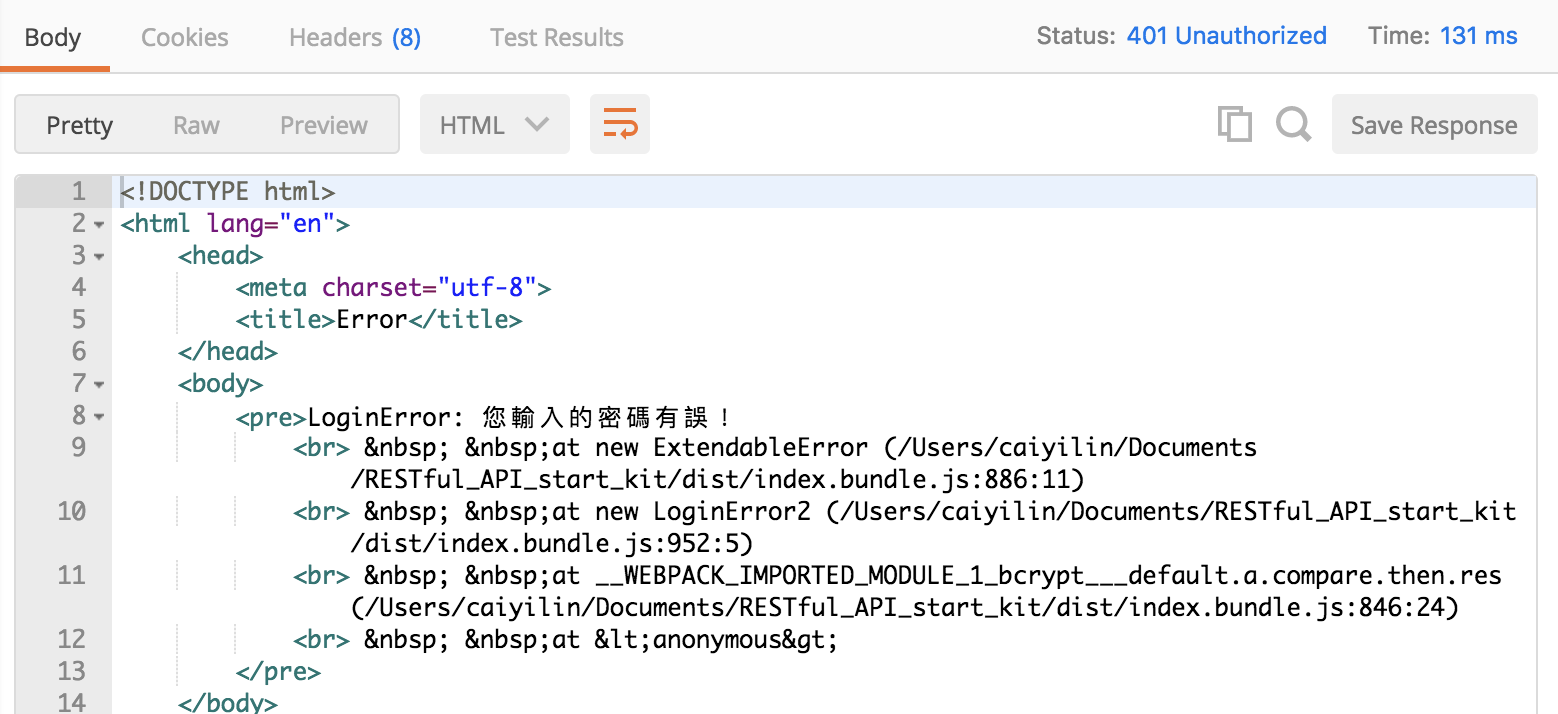 Body Cookies Headers (8) Test Results Status: 401 Unauthorized Time: 131 ms
Pretty Raw Preview HTML Save Response
1 <!DOCTYPE html>
2 <html lang="en">
3 <head>
4 <meta charset="utf-8">
5 <title>Error</title>
6 </head>
7 <body>
8 <pre>LoginError: 您輸入的密碼有誤！
9 <br> &nbsp; &nbsp;at new ExtendableError (/Users/caiyilin/Documents
/RESTful_API_start_kit/dist/index.bundle.js:886:11)
10 <br> &nbsp; &nbsp;at new LoginError2 (/Users/caiyilin/Documents/RESTful_API_start_kit
/dist/index.bundle.js:952:5)
11 <br> &nbsp; &nbsp;at __WEBPACK_IMPORTED_MODULE_1_bcrypt___default.a.compare.then.res
(/Users/caiyilin/Documents/RESTful_API_start_kit/dist/index.bundle.js:846:24)
12 <br> &nbsp; &nbsp;at &lt;anonymous&gt;
13 </pre>
14 </body>